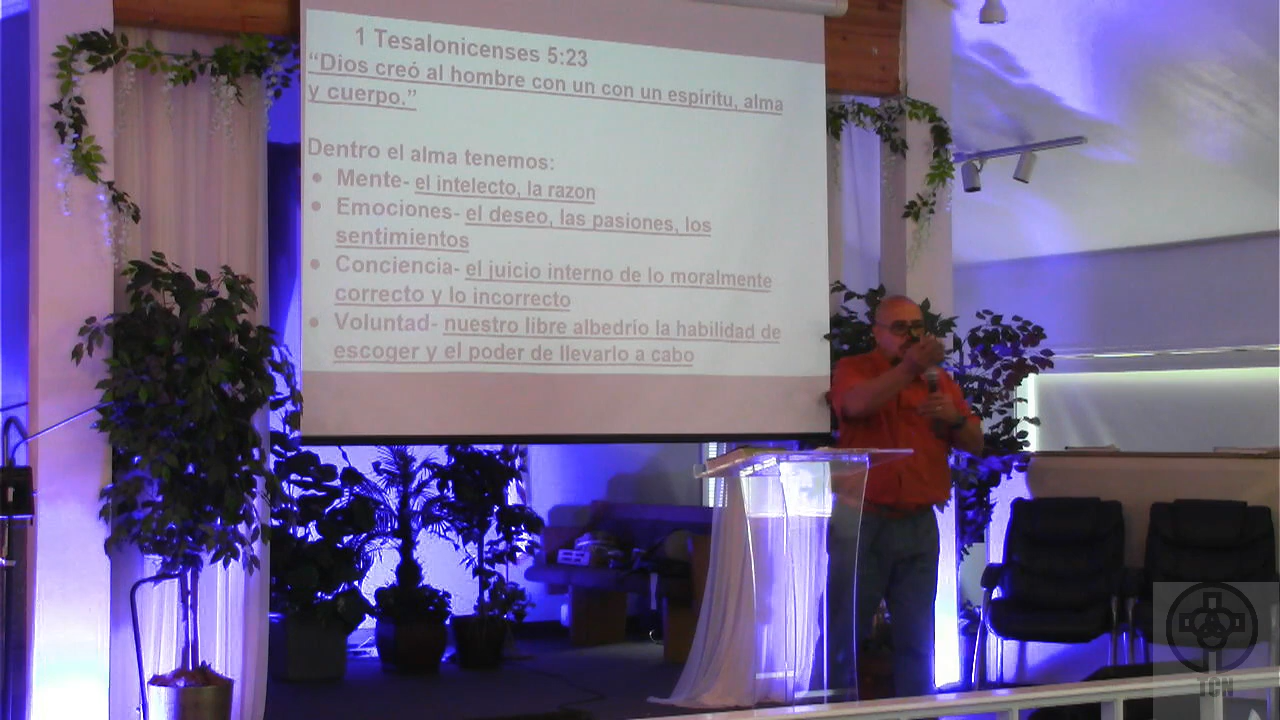 1 Tesalonicenses 5:23
“Dios creó al hombre con un con un espíritu, alma
y cuerpo.”
Dentro el alma tenemos:
• Mente- el intelecto, la razon
• Emociones- el deseo, las pasiones, los
sentimientos
• Conciencia- el juicio interno de lo moralmente
correcto y lo incorrecto
• Voluntad- nuestro libre albedrío la habilidad de
escoger y el poder de llevarlo a cabo
TCN